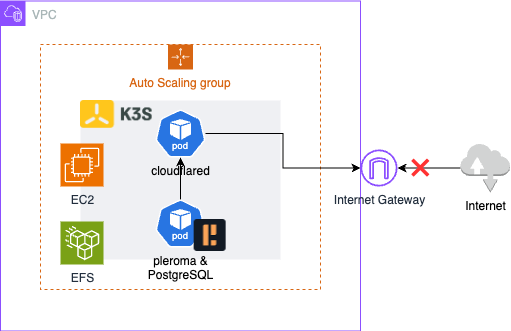 VPC
Auto Scaling group
K3S
pod
cloudflared
EC2
Internet Gateway
Internet
pod
pleroma &
PostgreSQL
EFS